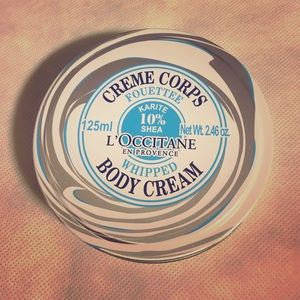 CREME CORPS
FOUETTEE
KARITE
10%
SHEA
125ml
Net Wt. 2.46 oz.
L'OCCITANE
EN PROVENCE
WHIPPED
BODY CREAM